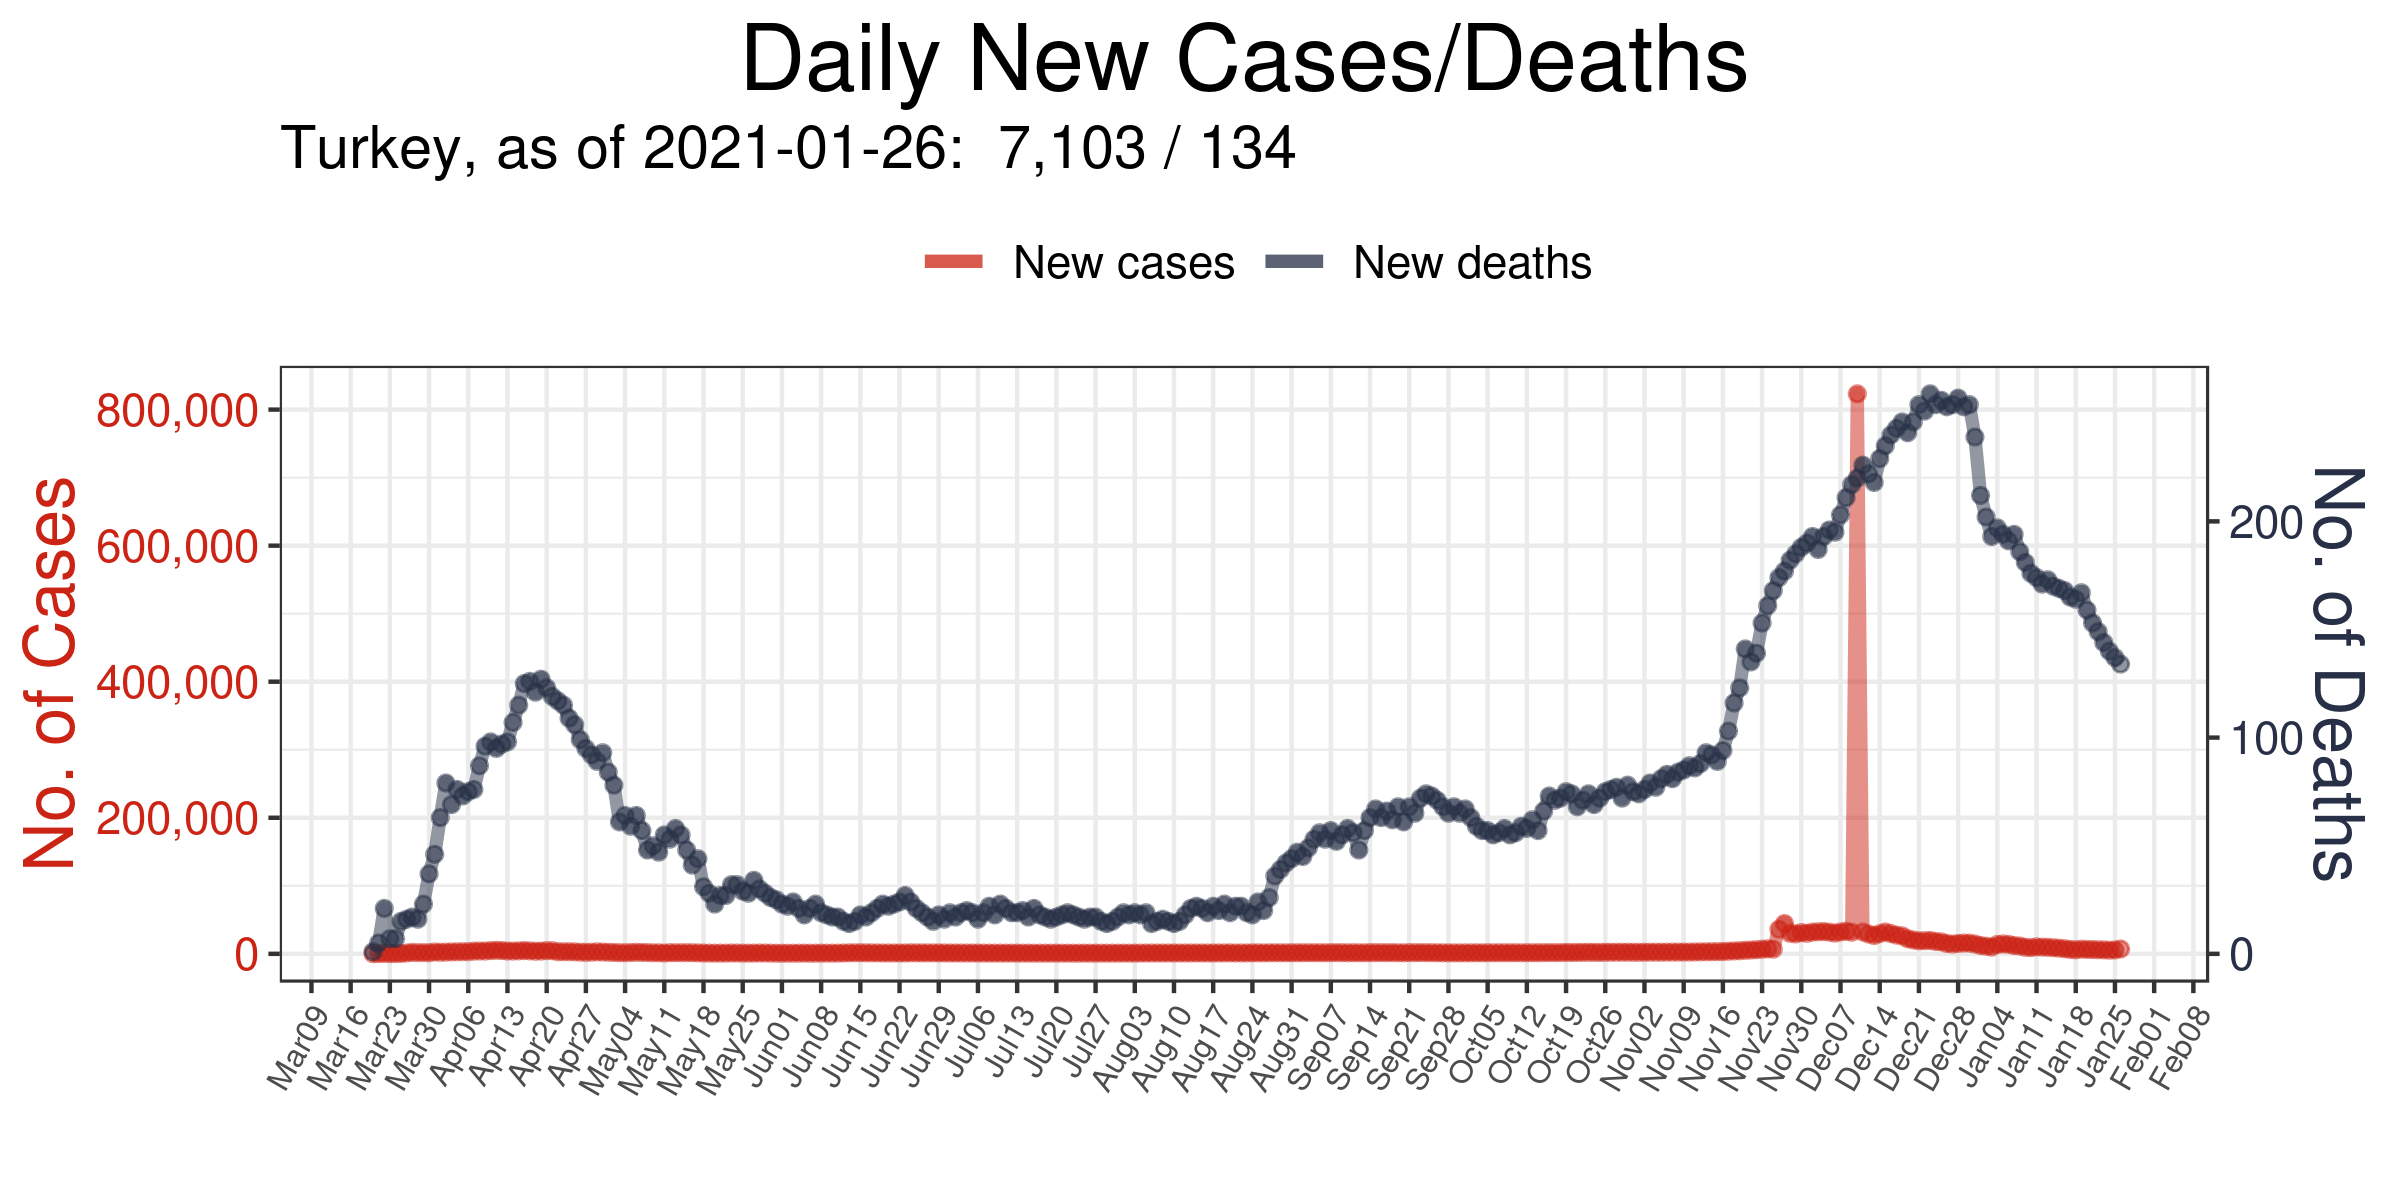 Daily New Cases/Deaths
Turkey, as of 2021-01-26:  7,103 / 134
New cases
New deaths
No. of Cases
800,000
600,000
400,000
200,000
0
200
100
0
No. of Deaths
Mar09
Mar16
Mar23
Mar30
Apr06
Apr13
Apr20
Apr27
May04
May11
May18
May25
Jun01
Jun08
Jun15
Jun22
Jun29
Jul06
Jul13
Jul20
Jul27
Aug03
Aug10
Aug17
Aug24
Aug31
Sep07
Sep14
Sep21
Sep28
Oct05
Oct12
Oct19
Oct26
Nov02
Nov09
Nov16
Nov23
Nov30
Dec07
Dec14
Dec21
Dec28
Jan04
Jan11
Jan18
Jan25
Feb01
Feb08